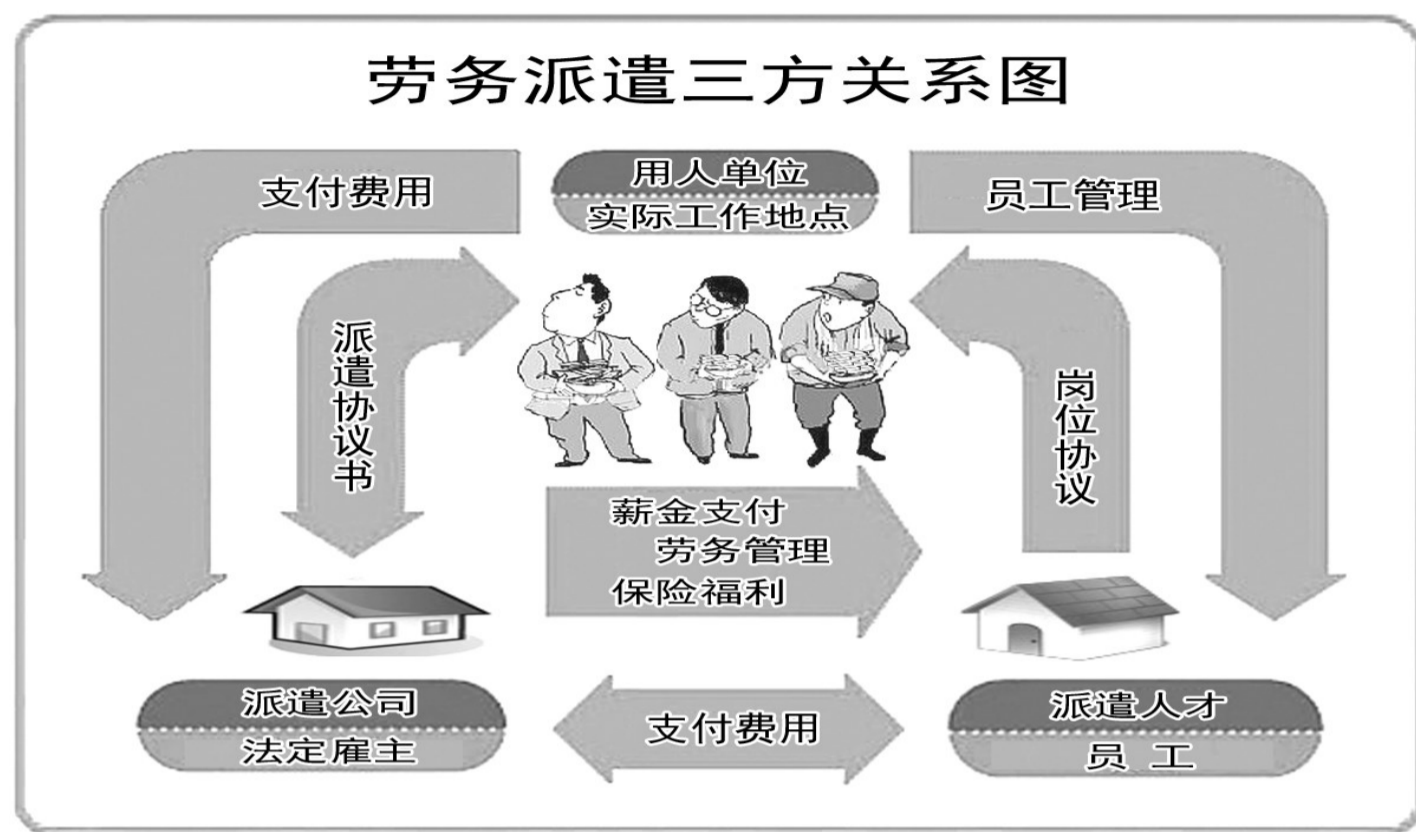 劳务派遣三方关系图
支付费用
用人单位
实际工作地点
员工管理
派遣协议书
岗位协议
薪金支付
劳务管理
保险福利
派遣公司
法定雇主
支付费用
派遣人才
员 工